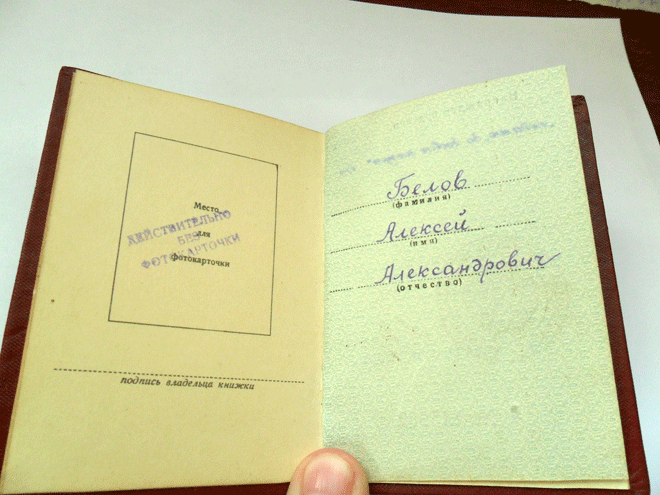 Место
для
фотокарточки
ДЕЙСТВИТЕЛЬНО
БЕЗ
ФОТОКАРТОЧКИ
подпись владельца книжки
Белов
(фамилия)
Алексей
(имя)
Александрович
(отчество)